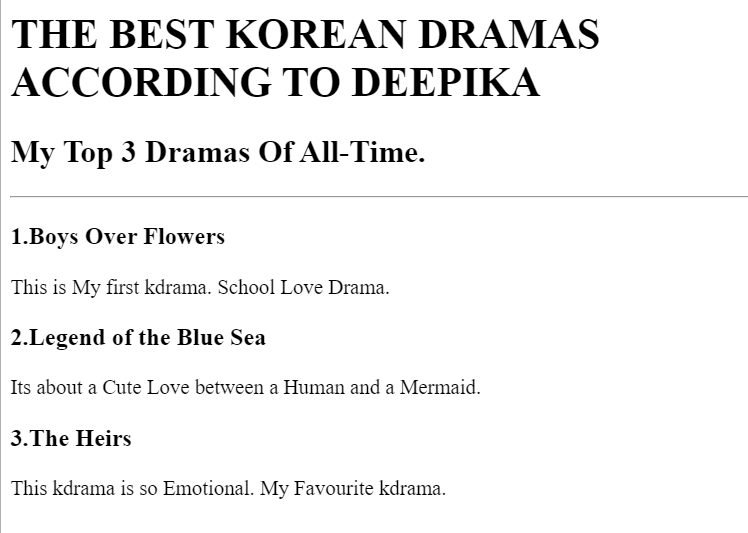 THE BEST KOREAN DRAMAS
ACCORDING TO DEEPIKA
My Top 3 Dramas Of All-Time.
1.Boys Over Flowers
This is My first kdrama. School Love Drama.
2.Legend of the Blue Sea
Its about a Cute Love between a Human and a Mermaid.
3.The Heirs
This kdrama is so Emotional. My Favourite kdrama.